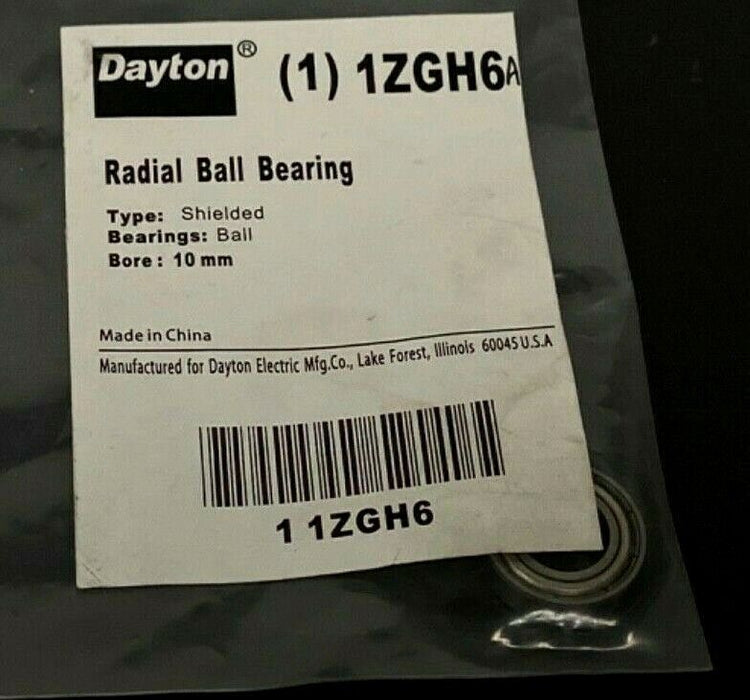 Dayton® (1) 1ZGH6A
Radial Ball Bearing
Type: Shielded
Bearings: Ball
Bore: 10 mm
Made in China
Manufactured for Dayton Electric Mfg.Co., Lake Forest, Illinois 60045 U.S.A
1 1ZGH6